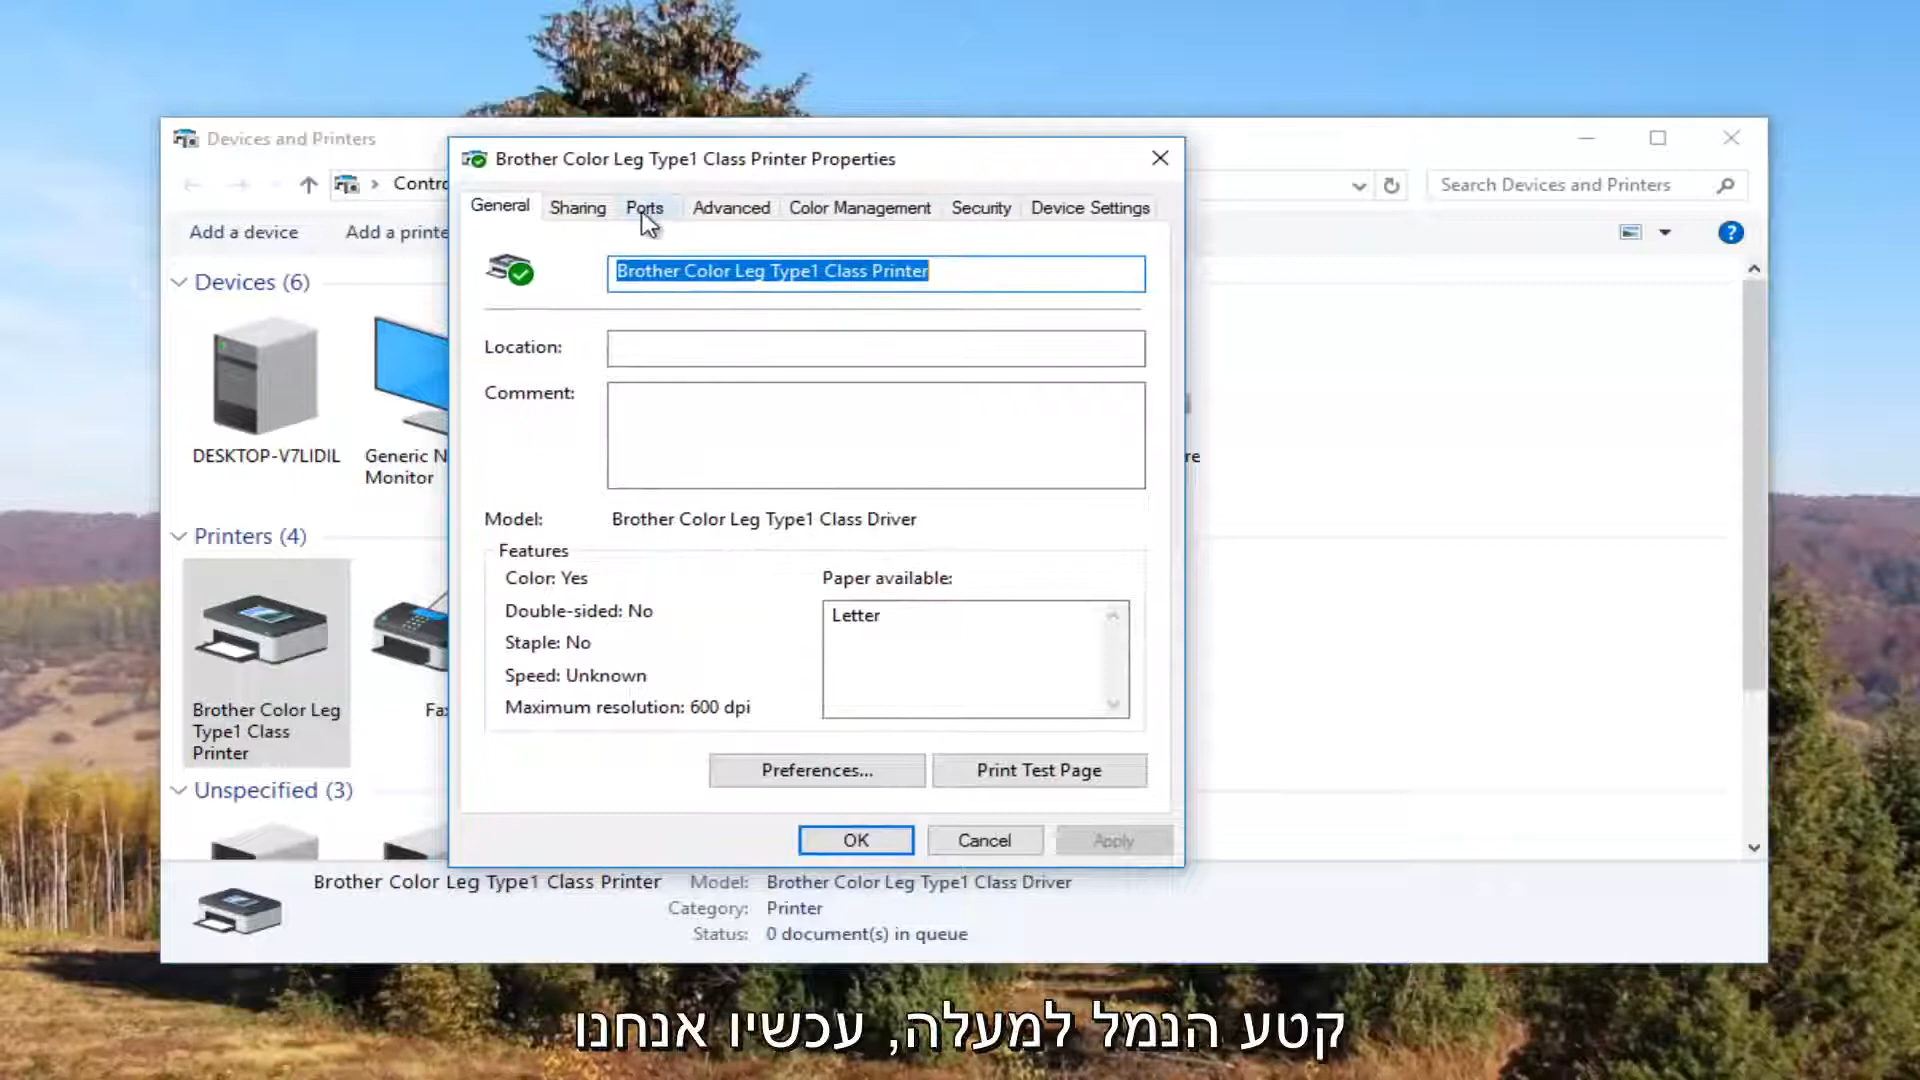 Devices and Printers
Brother Color Leg Type1 Class Printer Properties
Search Devices and Printers
General
Sharing
Ports
Advanced
Color Management
Security
Device Settings
Add a device
Brother Color Leg Type1 Class Printer
Devices (6)
Location:
Comment:
DESKTOP-V7LIDIL
Generic
Monitor
Model:
Brother Color Leg Type1 Class Driver
Printers (4)
Features
Color: Yes
Paper available:
Double-sided: No
Letter
Staple: No
Speed: Unknown
Maximum resolution: 600 dpi
Brother Color Leg
Type1 Class
Printer
Preferences...
Print Test Page
Unspecified (3)
OK
Cancel
Apply
Brother Color Leg Type1 Class Printer
Model: Brother Color Leg Type1 Class Driver
Category: Printer
Status: 0 document(s) in queue
קטע הנמל למעלה, עכשיו אנחנו